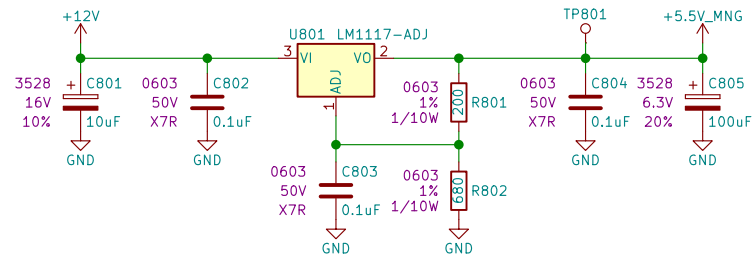 +12V
U801 LM1117-ADJ
TP801
+5.5V_MNG
3 VI VO 2
ADJ
1
3528
16V
10%
+
C801
10uF
GND
0603
50V
X7R
C802
0.1uF
GND
0603
1%
1/10W
200
R801
0603
50V
X7R
C804
0.1uF
GND
3528
6.3V
20%
+
C805
100uF
GND
0603
50V
X7R
C803
0.1uF
GND
0603
1%
1/10W
680
R802
GND